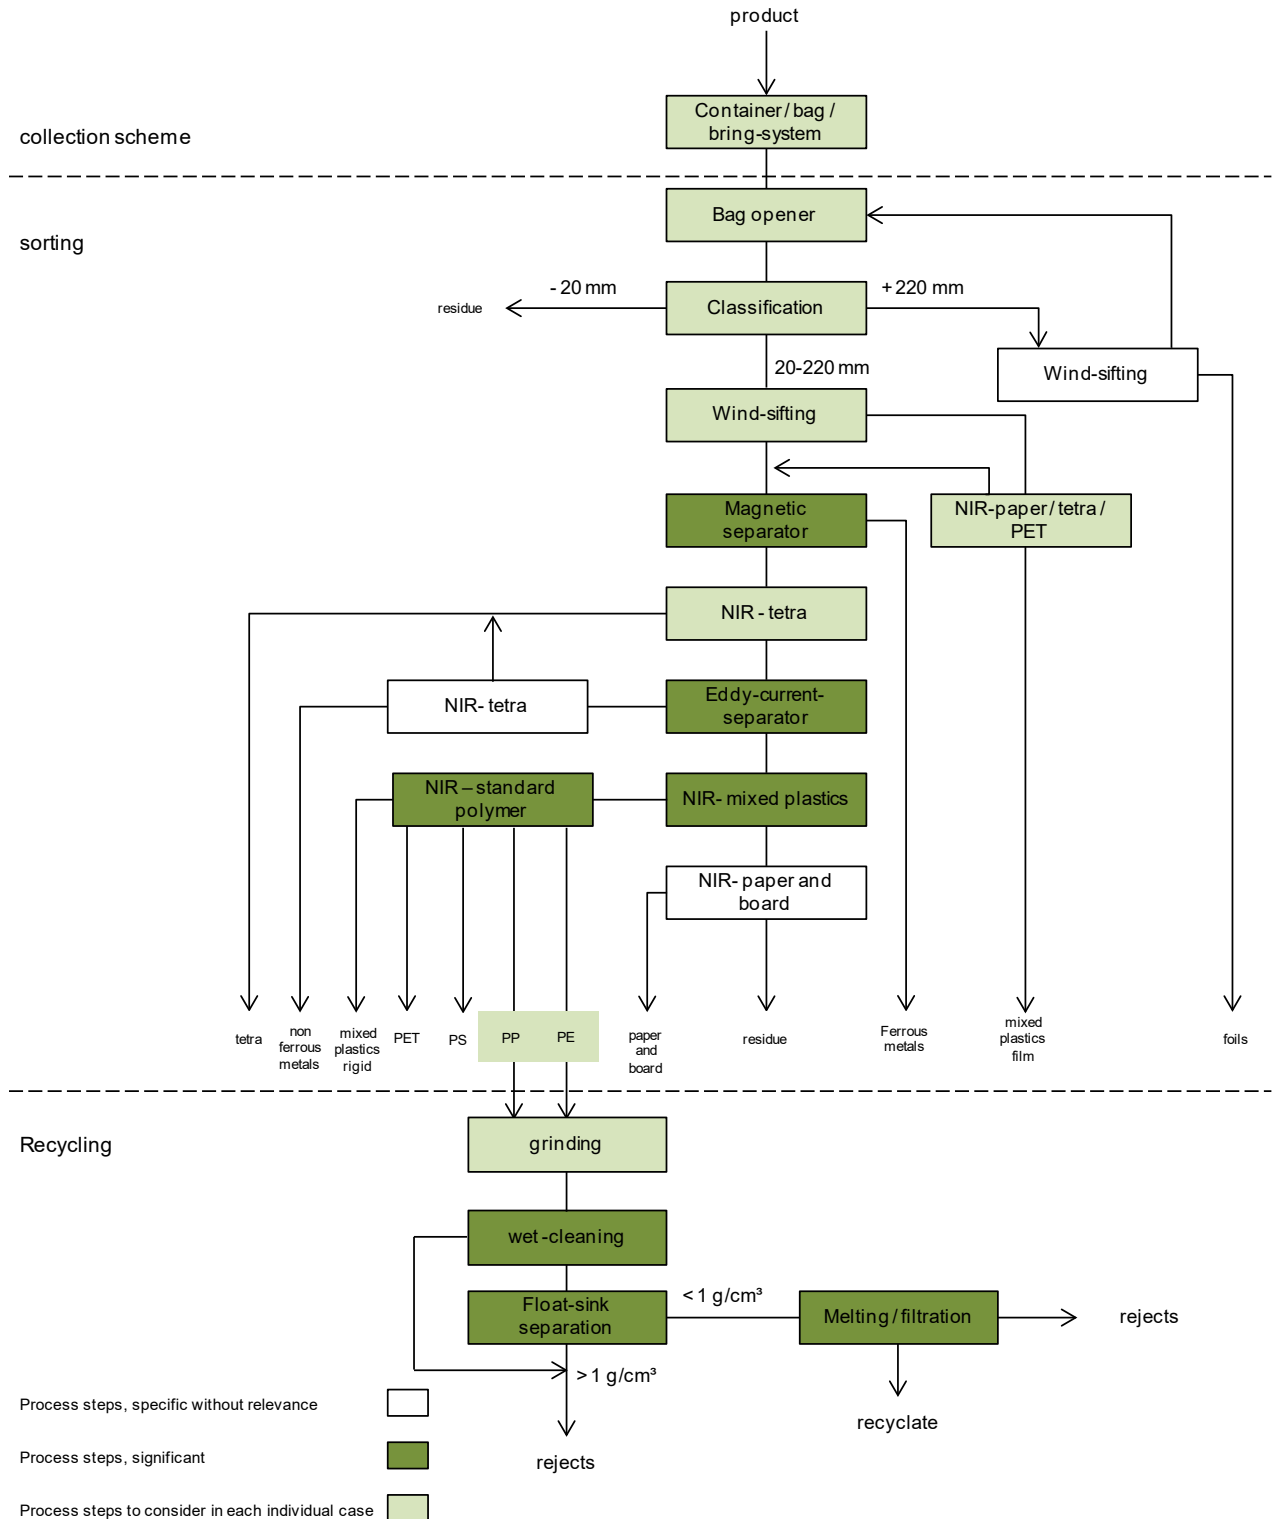 product
Container / bag /
bring-system
collection scheme
Bag opener
sorting
- 20 mm
+ 220 mm
residue
Classification
20-220 mm
Wind-sifting
Wind-sifting
Magnetic
separator
NIR-paper / tetra /
PET
NIR - tetra
NIR- tetra
Eddy-current-
separator
NIR – standard
polymer
NIR- mixed plastics
NIR- paper and
board
tetra
non
ferrous
metals
mixed
plastics
rigid
PET
PS
PP
PE
paper
and
board
residue
Ferrous
metals
mixed
plastics
film
foils
Recycling
grinding
wet-cleaning
Float-sink
separation
< 1 g/cm³
Melting / filtration
rejects
> 1 g/cm³
recyclate
rejects
Process steps, specific without relevance
Process steps, significant
Process steps to consider in each individual case